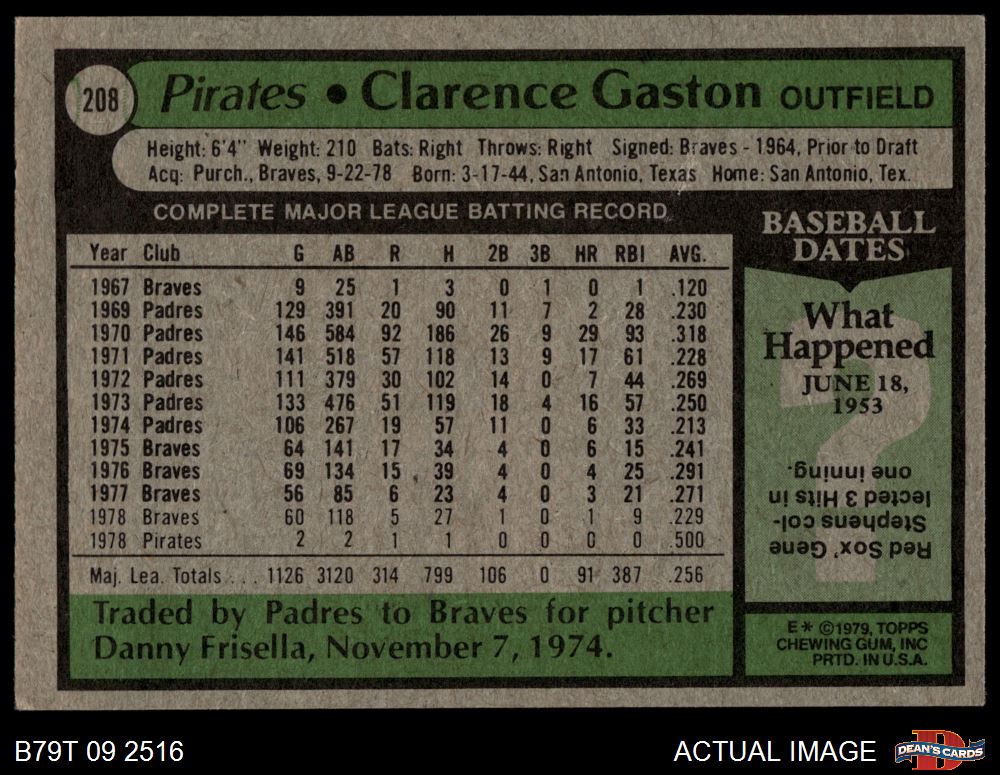 208
Pirates • Clarence Gaston OUTFIELD
Height: 6'4" Weight: 210 Bats: Right Throws: Right Signed: Braves - 1964, Prior to Draft
Acq: Purch., Braves, 9-22-78 Born: 3-17-44, San Antonio, Texas Home: San Antonio, Tex.
COMPLETE MAJOR LEAGUE BATTING RECORD
Year Club G AB R H 2B 3B HR RBI AVG.
1967 Braves 9 25 1 3 0 1 0 1 .120
1969 Padres 129 391 20 90 11 7 2 28 .230
1970 Padres 146 584 92 186 26 9 29 93 .318
1971 Padres 141 518 57 118 13 9 17 61 .228
1972 Padres 111 379 30 102 14 0 7 44 .269
1973 Padres 133 476 51 119 18 4 16 57 .250
1974 Padres 106 267 19 57 11 0 6 33 .213
1975 Braves 64 141 17 34 4 0 6 15 .241
1976 Braves 69 134 15 39 4 0 4 25 .291
1977 Braves 56 85 6 23 4 0 3 21 .271
1978 Braves 60 118 5 27 1 0 1 9 .229
1978 Pirates 2 2 1 1 0 0 0 0 .500
Maj. Lea. Totals . . . 1126 3120 314 799 106 0 91 387 .256
Traded by Padres to Braves for pitcher
Danny Frisella, November 7, 1974.
BASEBALL
DATES
What
Happened
JUNE 18,
1953
Red Sox' Gene
Stephens col-
lected 3 Hits in
one inning.
E* ©1979, TOPPS
CHEWING GUM, INC
PRTD. IN U.S.A.
B79T 09 2516
ACTUAL IMAGE
DEAN'S CARDS